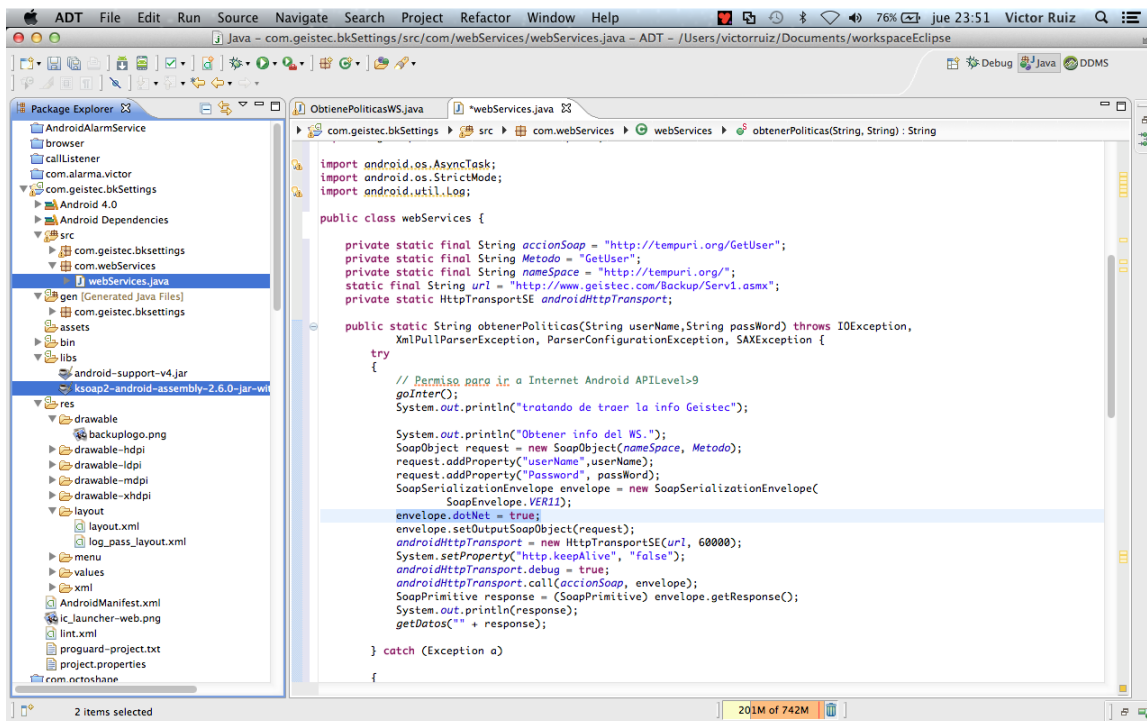 ADT File Edit Run Source Navigate Search Project Refactor Window Help 76% jue 23:51 Victor Ruiz
Java – com.geistec.bkSettings/src/com/webServices/webServices.java – ADT – /Users/victorruiz/Documents/workspaceEclipse
Debug Java DDMS
Package Explorer
AndroidAlarmService
browser
callListener
com.alarma.victor
com.geistec.bkSettings
Android 4.0
Android Dependencies
src
com.geistec.bksettings
com.webServices
webServices.java
gen [Generated Java Files]
com.geistec.bksettings
assets
bin
libs
android-support-v4.jar
ksoap2-android-assembly-2.6.0-jar-wit
res
drawable
backuplogo.png
drawable-hdpi
drawable-ldpi
drawable-mdpi
drawable-xhdpi
layout
layout.xml
log_pass_layout.xml
menu
values
xml
AndroidManifest.xml
ic_launcher-web.png
lint.xml
proguard-project.txt
project.properties
com.octoshape
ObtienePoliticasWS.java *webServices.java
com.geistec.bkSettings src com.webServices webServices obtenerPoliticas(String, String) : String
import android.os.AsyncTask;
import android.os.StrictMode;
import android.util.Log;
public class webServices {
private static final String accionSoap = "http://tempuri.org/GetUser";
private static final String Metodo = "GetUser";
private static final String nameSpace = "http://tempuri.org/";
static final String url = "http://www.geistec.com/Backup/Serv1.asmx";
private static HttpTransportSE androidHttpTransport;
public static String obtenerPoliticas(String userName,String passWord) throws IOException,
XmlPullParserException, ParserConfigurationException, SAXException {
try
{
// Permiso para ir a Internet Android APILevel>9
goInter();
System.out.println("tratando de traer la info Geistec");
System.out.println("Obtener info del WS.");
SoapObject request = new SoapObject(nameSpace, Metodo);
request.addProperty("userName",userName);
request.addProperty("Password", passWord);
SoapSerializationEnvelope envelope = new SoapSerializationEnvelope(
SoapEnvelope.VER11);
envelope.dotNet = true;
envelope.setOutputSoapObject(request);
androidHttpTransport = new HttpTransportSE(url, 60000);
System.setProperty("http.keepAlive", "false");
androidHttpTransport.debug = true;
androidHttpTransport.call(accionSoap, envelope);
SoapPrimitive response = (SoapPrimitive) envelope.getResponse();
System.out.println(response);
getDatos("" + response);
} catch (Exception a)
{
2 items selected
201M of 742M